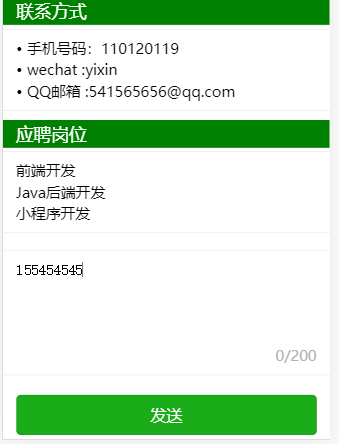 联系方式
• 手机号码：110120119
• wechat :yixin
• QQ邮箱 :541565656@qq.com
应聘岗位
前端开发
Java后端开发
小程序开发
155454545
0/200
发送